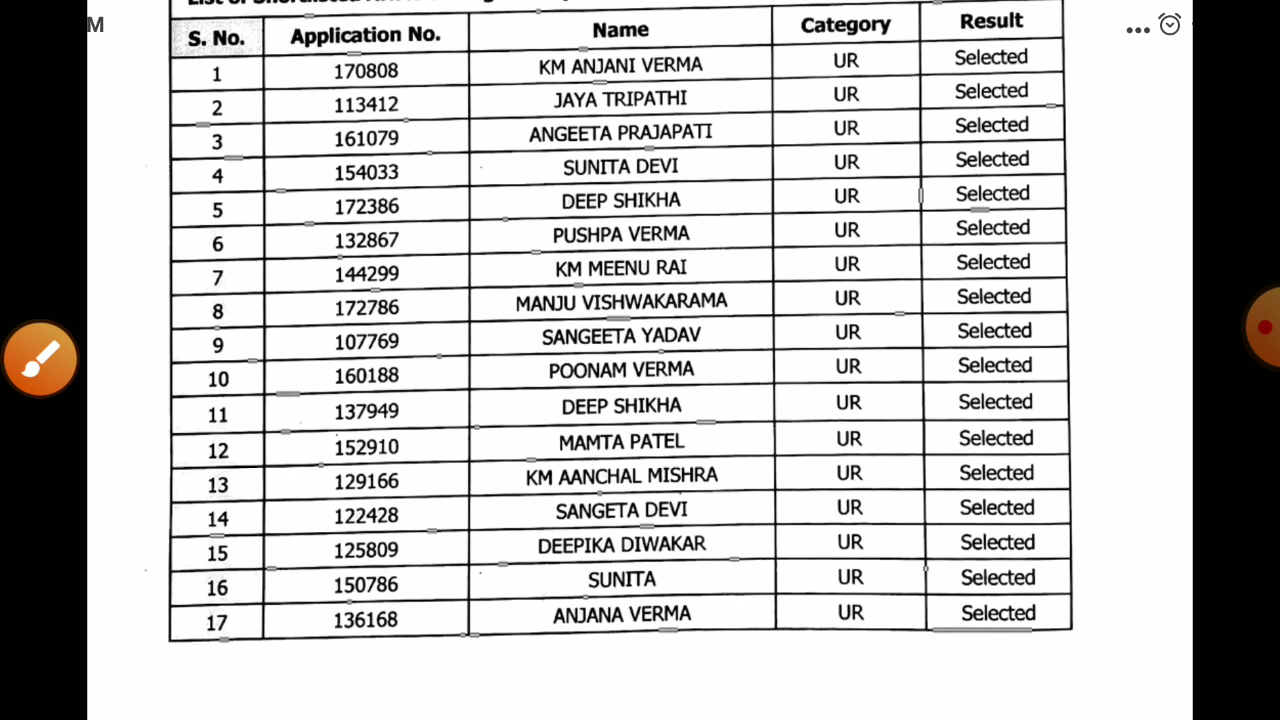 M
S. No. Application No. Name Category Result
1 170808 KM ANJANI VERMA UR Selected
2 113412 JAYA TRIPATHI UR Selected
3 161079 ANGEETA PRAJAPATI UR Selected
4 154033 SUNITA DEVI UR Selected
5 172386 DEEP SHIKHA UR Selected
6 132867 PUSHPA VERMA UR Selected
7 144299 KM MEENU RAI UR Selected
8 172786 MANJU VISHWAKARAMA UR Selected
9 107769 SANGEETA YADAV UR Selected
10 160188 POONAM VERMA UR Selected
11 137949 DEEP SHIKHA UR Selected
12 152910 MAMTA PATEL UR Selected
13 129166 KM AANCHAL MISHRA UR Selected
14 122428 SANGETA DEVI UR Selected
15 125809 DEEPIKA DIWAKAR UR Selected
16 150786 SUNITA UR Selected
17 136168 ANJANA VERMA UR Selected